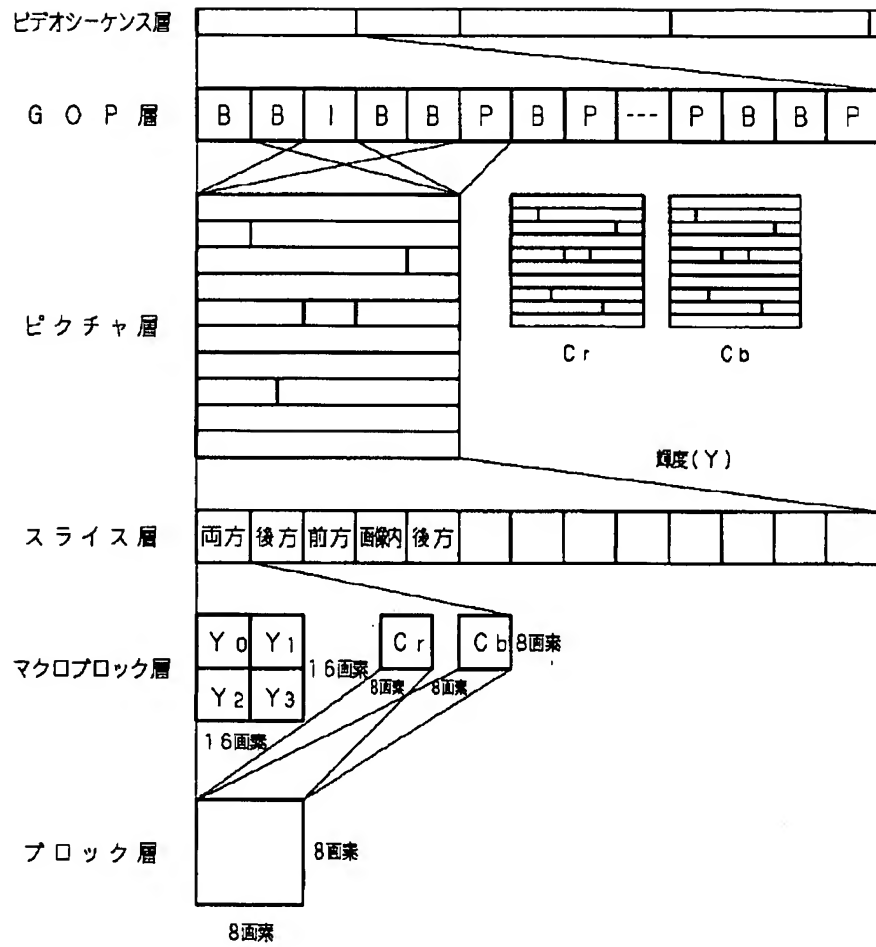 ビデオシーケンス層
G O P 層
B B I B B P B P --- P B B P
ピクチャ層
Cr
Cb
輝度(Y)
スライス層
両方 後方 前方 画像内 後方
マクロブロック層
Y0 Y1
Y2 Y3
16画素
16画素
Cr
8画素
Cb
8画素
8画素
ブロック層
8画素
8画素